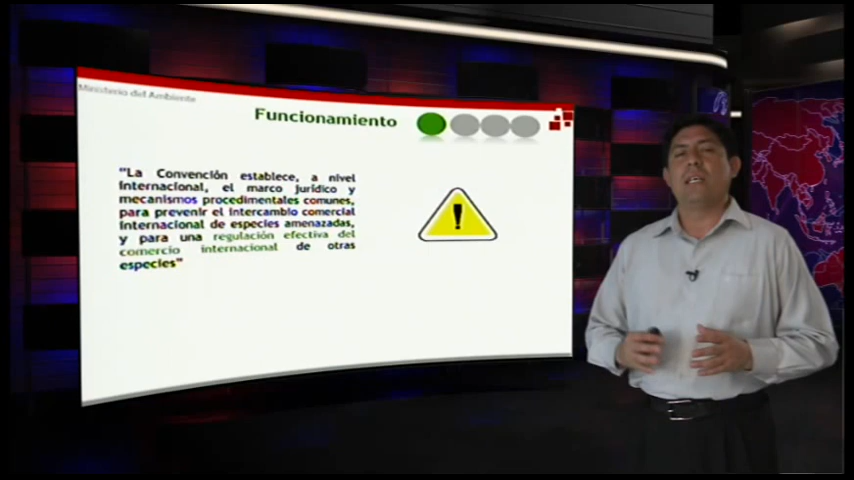 Ministerio del Ambiente
Funcionamiento
"La Convención establece, a nivel
internacional, el marco jurídico y
mecanismos procedimentales comunes,
para prevenir el intercambio comercial
internacional de especies amenazadas,
y para una regulación efectiva del
comercio internacional de otras
especies"
!